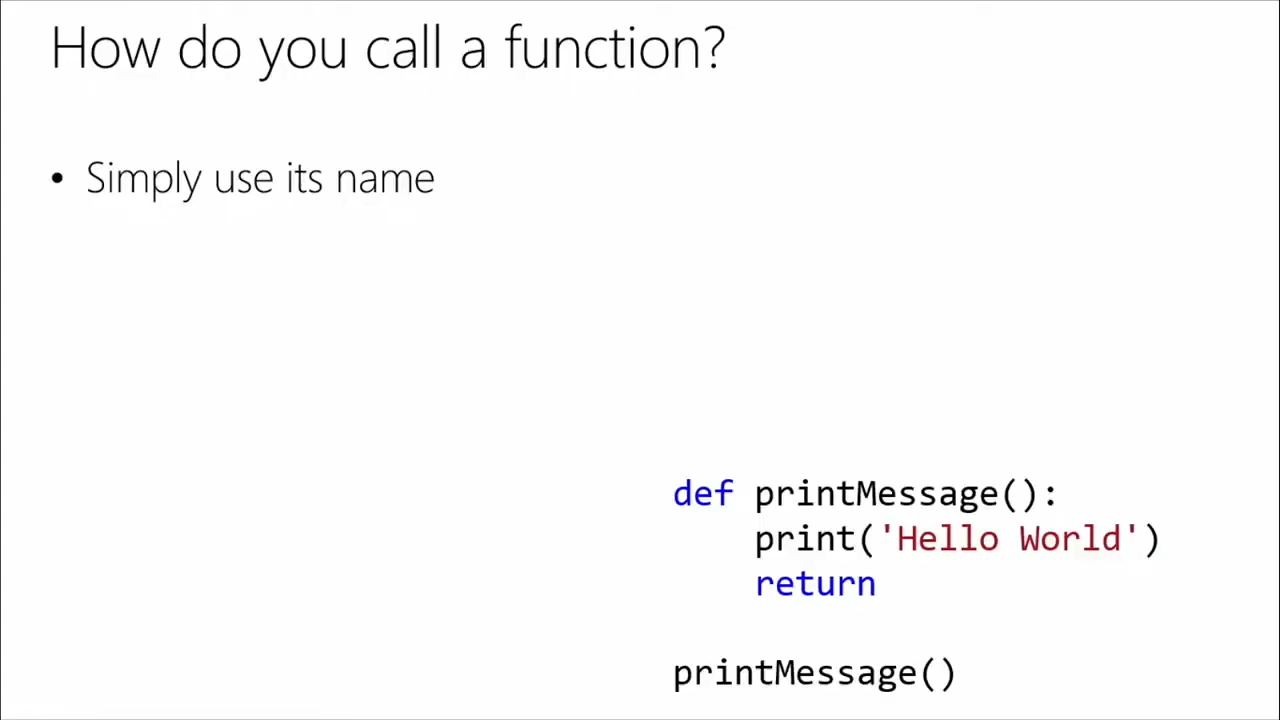 How do you call a function?
• Simply use its name
def printMessage():
    print('Hello World')
    return
printMessage()